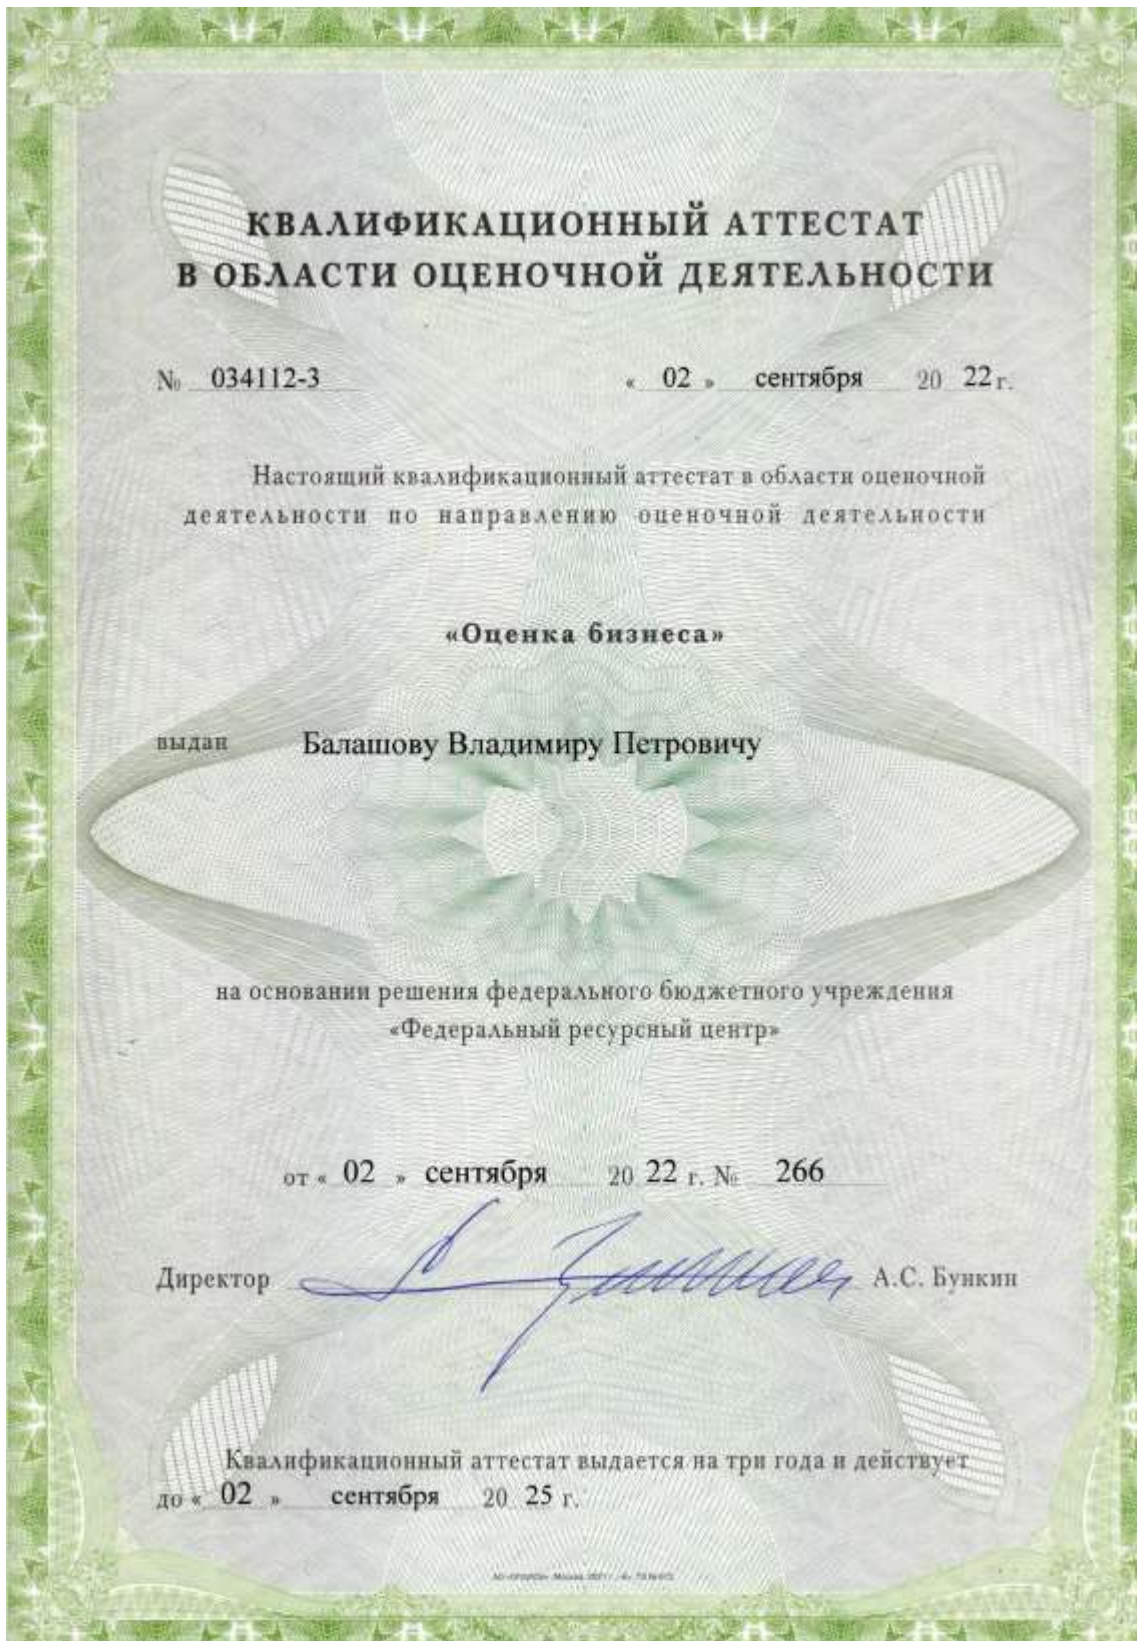 КВАЛИФИКАЦИОННЫЙ АТТЕСТАТ
В ОБЛАСТИ ОЦЕНОЧНОЙ ДЕЯТЕЛЬНОСТИ
№ 034112-3 « 02 » сентября 20 22 г.
Настоящий квалификационный аттестат в области оценочной
деятельности по направлению оценочной деятельности
«Оценка бизнеса»
выдан Балашову Владимиру Петровичу
на основании решения федерального бюджетного учреждения
«Федеральный ресурсный центр»
от « 02 » сентября 20 22 г. № 266
Директор А.С. Бункин
Квалификационный аттестат выдается на три года и действует
до « 02 » сентября 20 25 г.